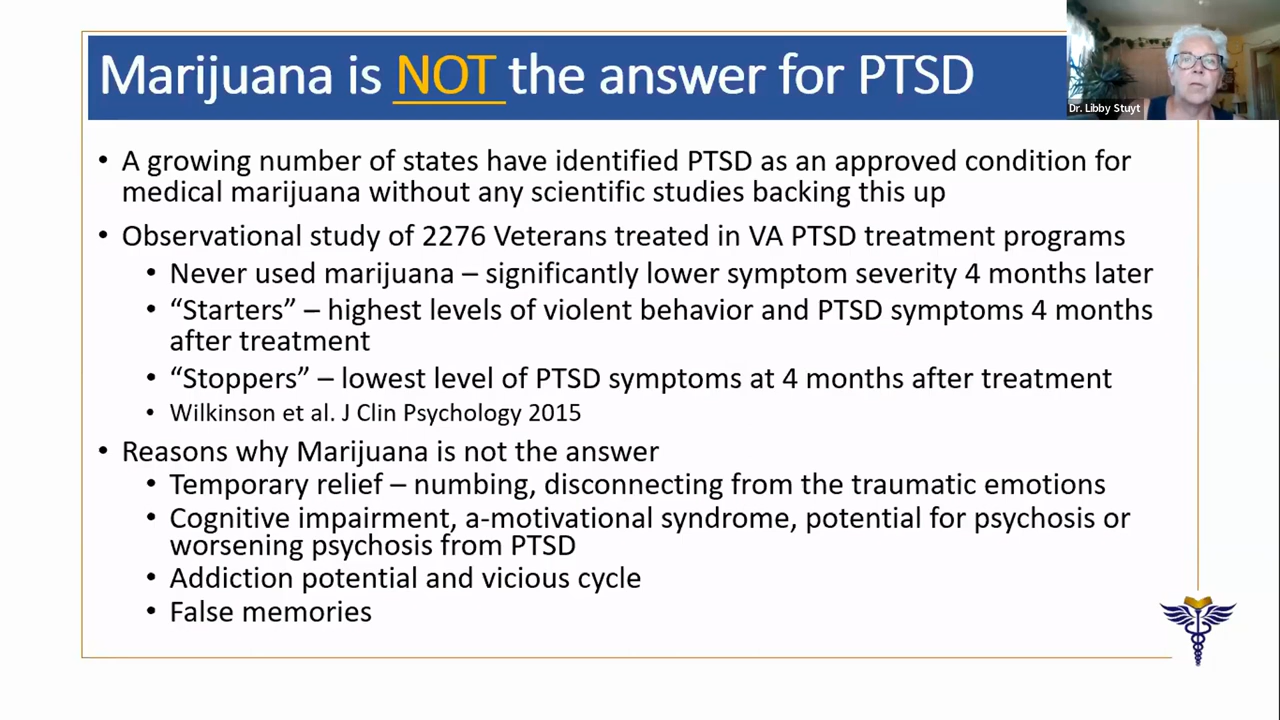 Marijuana is NOT the answer for PTSD
Dr. Libby Stuyt
• A growing number of states have identified PTSD as an approved condition for
medical marijuana without any scientific studies backing this up
• Observational study of 2276 Veterans treated in VA PTSD treatment programs
• Never used marijuana – significantly lower symptom severity 4 months later
• “Starters” – highest levels of violent behavior and PTSD symptoms 4 months
after treatment
• “Stoppers” – lowest level of PTSD symptoms at 4 months after treatment
• Wilkinson et al. J Clin Psychology 2015
• Reasons why Marijuana is not the answer
• Temporary relief – numbing, disconnecting from the traumatic emotions
• Cognitive impairment, a-motivational syndrome, potential for psychosis or
worsening psychosis from PTSD
• Addiction potential and vicious cycle
• False memories